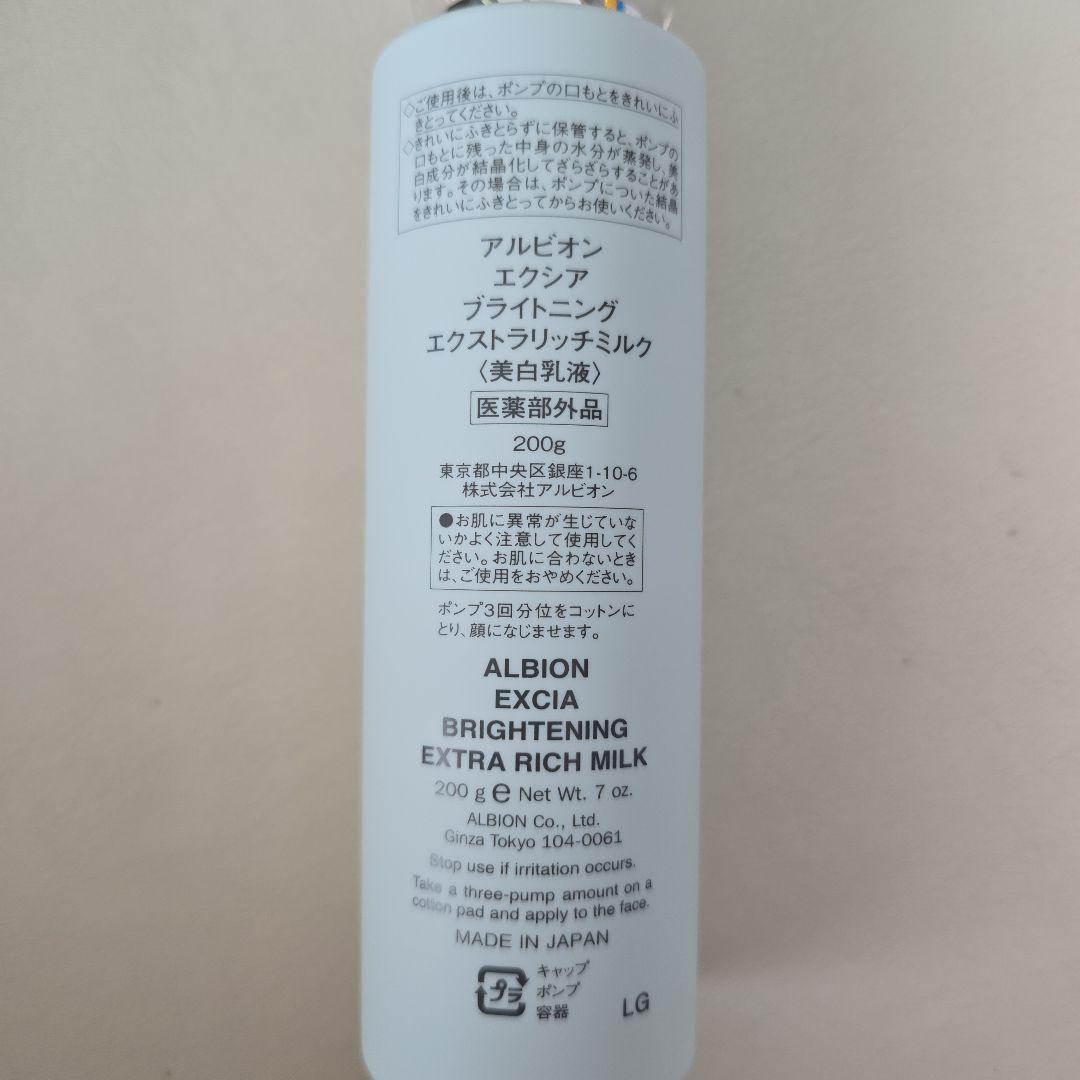 ◇ご使用後は、ポンプの口もとをきれいにふ
きとってください。
◇きれいにふきとらずに保管すると、ポンプの
口もとに残った中身の水分が蒸発し、美
白成分が結晶化してざらざらすることがあ
ります。その場合は、ポンプについた結晶
をきれいにふきとってからお使いください。
アルビオン
エクシア
ブライトニング
エクストラリッチミルク
〈美白乳液〉
医薬部外品
200g
東京都中央区銀座1-10-6
株式会社アルビオン
●お肌に異常が生じていな
いかよく注意して使用してく
ださい。お肌に合わないとき
は、ご使用をおやめください。
ポンプ3回分位をコットンに
とり、顔になじませます。
ALBION
EXCIA
BRIGHTENING
EXTRA RICH MILK
200 g e Net Wt. 7 oz.
ALBION Co., Ltd.
Ginza Tokyo 104-0061
Stop use if irritation occurs.
Take a three-pump amount on a
cotton pad and apply to the face.
MADE IN JAPAN
プラ
キャップ
ポンプ
容器
LG